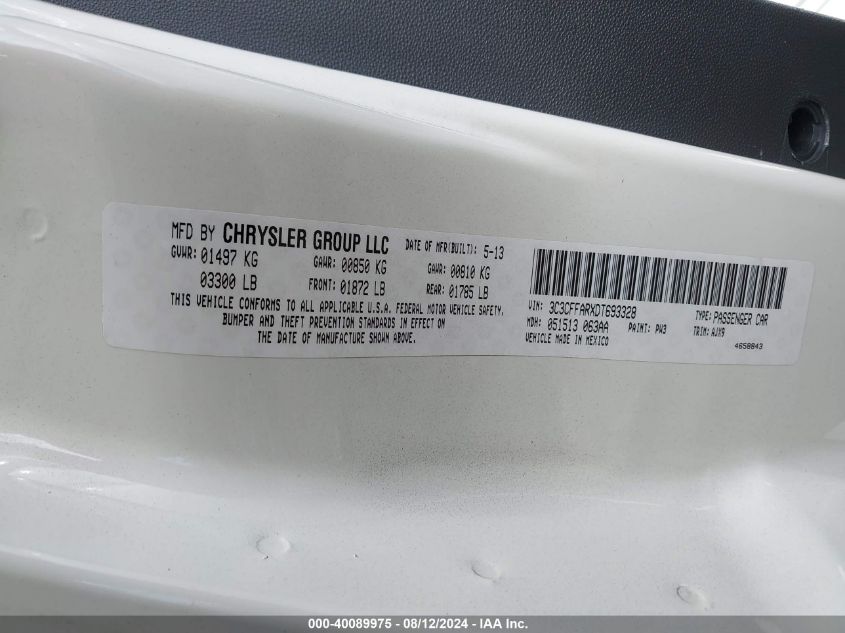 MFD BY CHRYSLER GROUP LLC DATE OF MFR(BUILT): 5-13
GVWR: 01497 KG GAWR: 00850 KG GAWR: 00810 KG
03300 LB FRONT: 01872 LB REAR: 01785 LB
THIS VEHICLE CONFORMS TO ALL APPLICABLE U.S.A. FEDERAL MOTOR VEHICLE SAFETY,
BUMPER AND THEFT PREVENTION STANDARDS IN EFFECT ON
THE DATE OF MANUFACTURE SHOWN ABOVE.
VIN: 3C3CFFARXDT693328 TYPE: PASSENGER CAR
MDH: 051513 063AA PAINT: PW3 TRIM: AJX9
VEHICLE MADE IN MEXICO 4658843
000-40089975 - 08/12/2024 - IAA Inc.